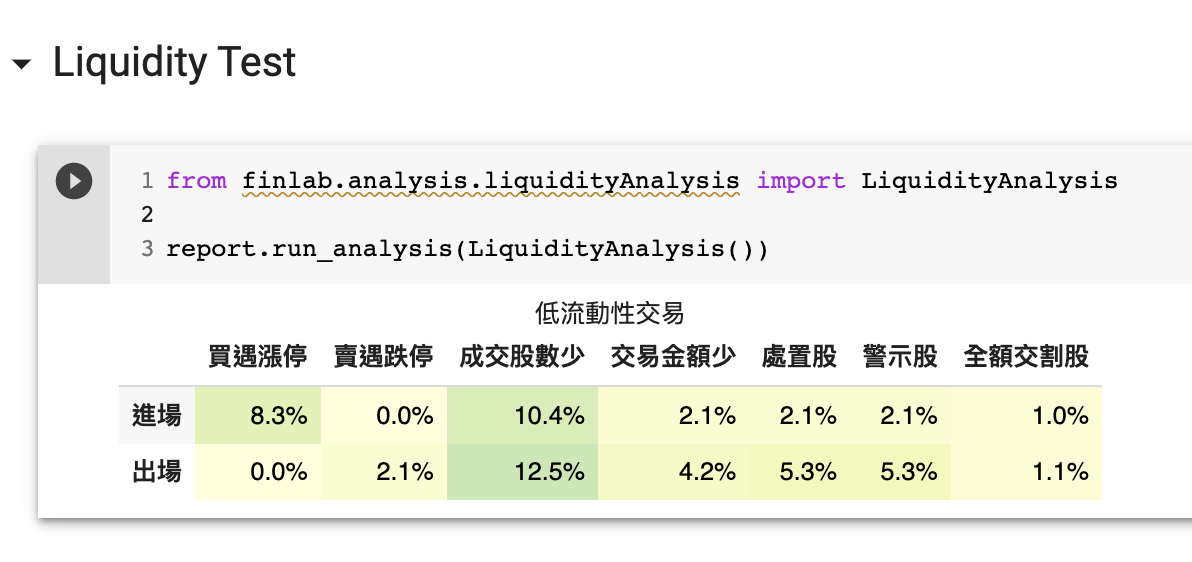 Liquidity Test
1 from finlab.analysis.liquidityAnalysis import LiquidityAnalysis
2
3 report.run_analysis(LiquidityAnalysis())
低流動性交易
買遇漲停 賣遇跌停 成交股數少 交易金額少 處置股 警示股 全額交割股
進場 8.3% 0.0% 10.4% 2.1% 2.1% 2.1% 1.0%
出場 0.0% 2.1% 12.5% 4.2% 5.3% 5.3% 1.1%